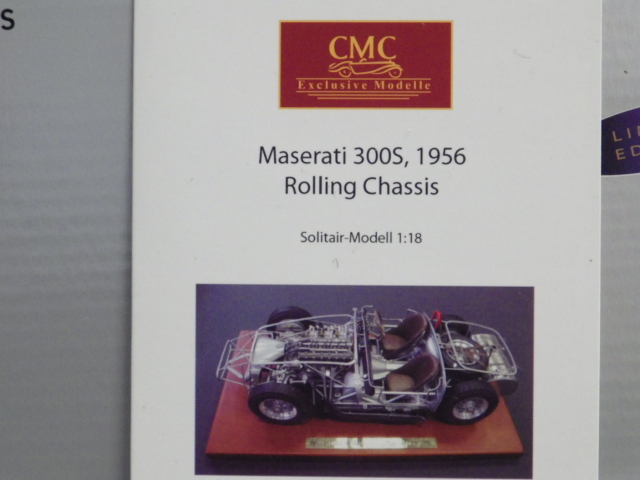 S
CMC
Exclusive Modelle
Maserati 300S, 1956
Rolling Chassis
Solitair-Modell 1:18